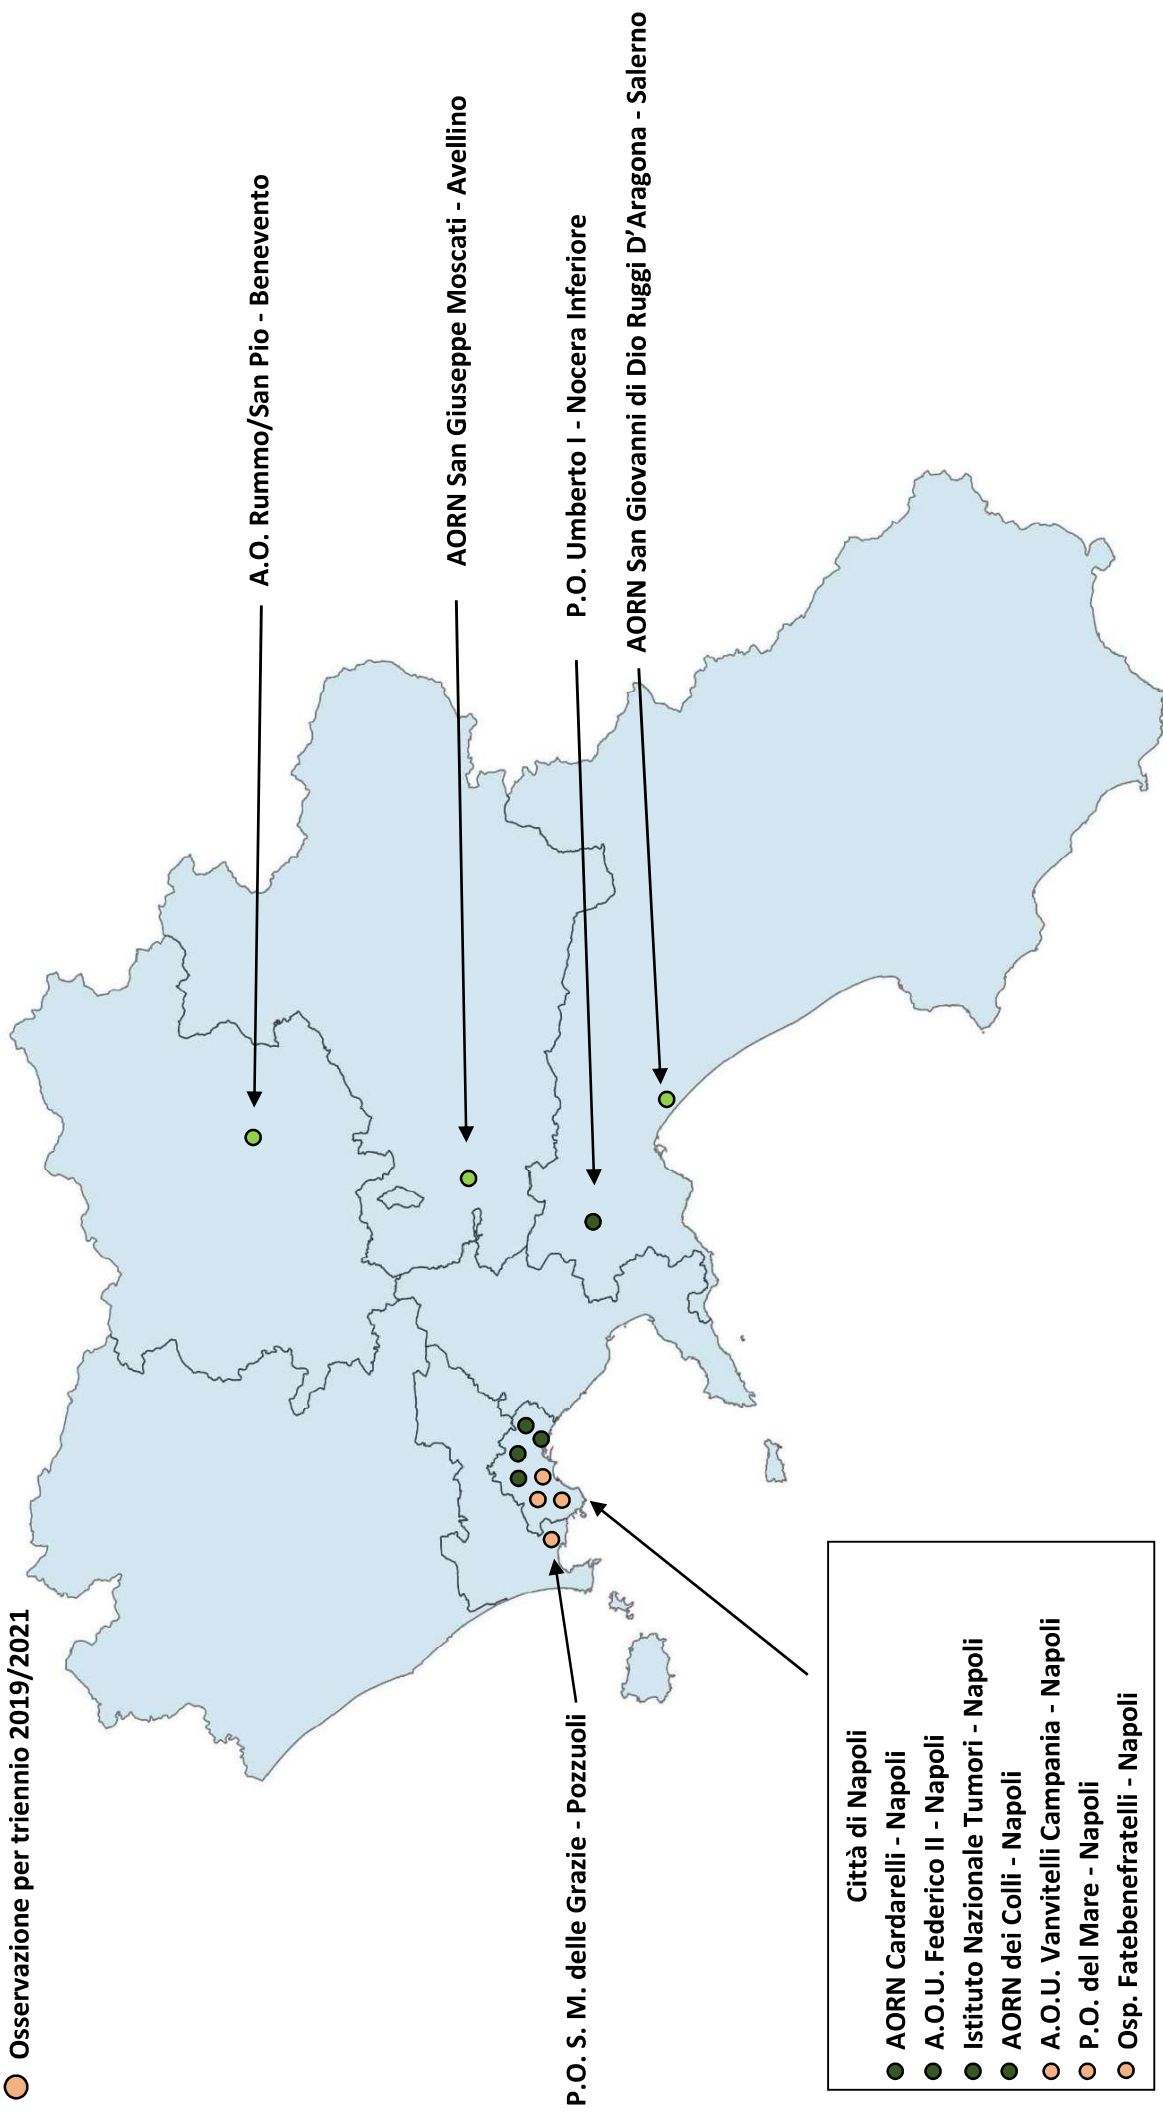 Osservazione per triennio 2019/2021
A.O. Rummo/San Pio - Benevento
AORN San Giuseppe Moscati - Avellino
P.O. Umberto I - Nocera Inferiore
AORN San Giovanni di Dio Ruggi D’Aragona - Salerno
P.O. S. M. delle Grazie - Pozzuoli
Città di Napoli
AORN Cardarelli - Napoli
A.O.U. Federico II - Napoli
Istituto Nazionale Tumori - Napoli
AORN dei Colli - Napoli
A.O.U. Vanvitelli Campania - Napoli
P.O. del Mare - Napoli
Osp. Fatebenefratelli - Napoli